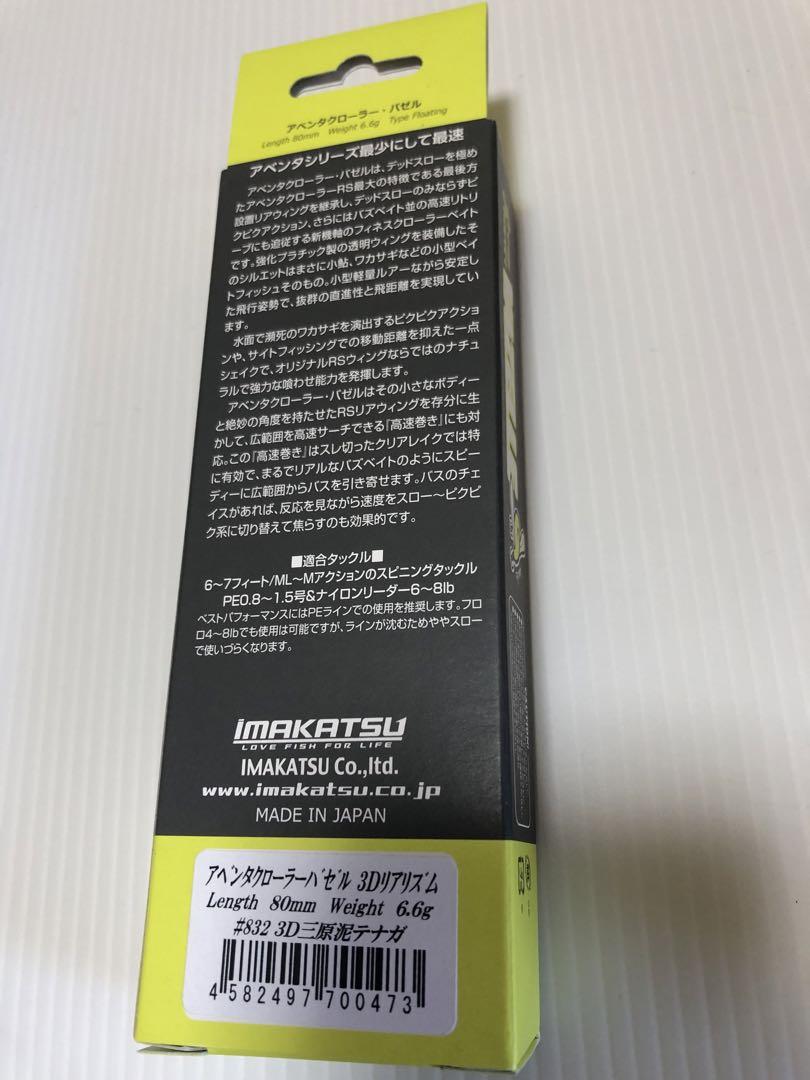 アベンタクローラー・バゼル
Length 80mm Weight 6.6g Type Floating
アベンタシリーズ最少にして最速
アベンタクローラー・バゼルは、デッドスローを極め
たアベンタクローラーRS最大の特徴である最後方
設置リアウィングを継承し、デッドスローのみならずピ
クピクアクション、さらにはバズベイト並の高速リトリ
ーブにも追従する新機軸のフィネスクローラーベイト
です。強化プラチック製の透明ウィングを装備したそ
のシルエットはまさに小鮎、ワカサギなどの小型ベイ
トフィッシュそのもの。小型軽量ルアーながら安定し
た飛行姿勢で、抜群の直進性と飛距離を実現してい
ます。
水面で瀕死のワカサギを演出するピクピクアクショ
ンや、サイトフィッシングでの移動距離を抑えた一点
シェイクで、オリジナルRSウィングならではのナチュ
ラルで強力な喰わせ能力を発揮します。
アベンタクローラー・バゼルはその小さなボディー
と絶妙の角度を持たせたRSリアウィングを存分に生
かして、広範囲を高速サーチできる『高速巻き』にも対
応。この『高速巻き』はスレ切ったクリアレイクでは特
に有効で、まるでリアルなバズベイトのようにスピー
ディーに広範囲からバスを引き寄せます。バスのチェ
イスがあれば、反応を見ながら速度をスロー〜ピクピ
ク系に切り替えて焦らすのも効果的です。
■適合タックル■
6〜7フィート/ML〜Mアクションのスピニングタックル
PE0.8〜1.5号&ナイロンリーダー6〜8lb
ベストパフォーマンスにはPEラインでの使用を推奨します。フロ
ロ4〜8lbでも使用は可能ですが、ラインが沈むためややスロー
で使いづらくなります。
IMAKATSU
LOVE FISH FOR LIFE
IMAKATSU Co.,ltd.
www.imakatsu.co.jp
MADE IN JAPAN
アベンタクローラーバゼル 3Dリアリズム
Length 80mm Weight 6.6g
#832 3D三原泥テナガ
4 582497 700473